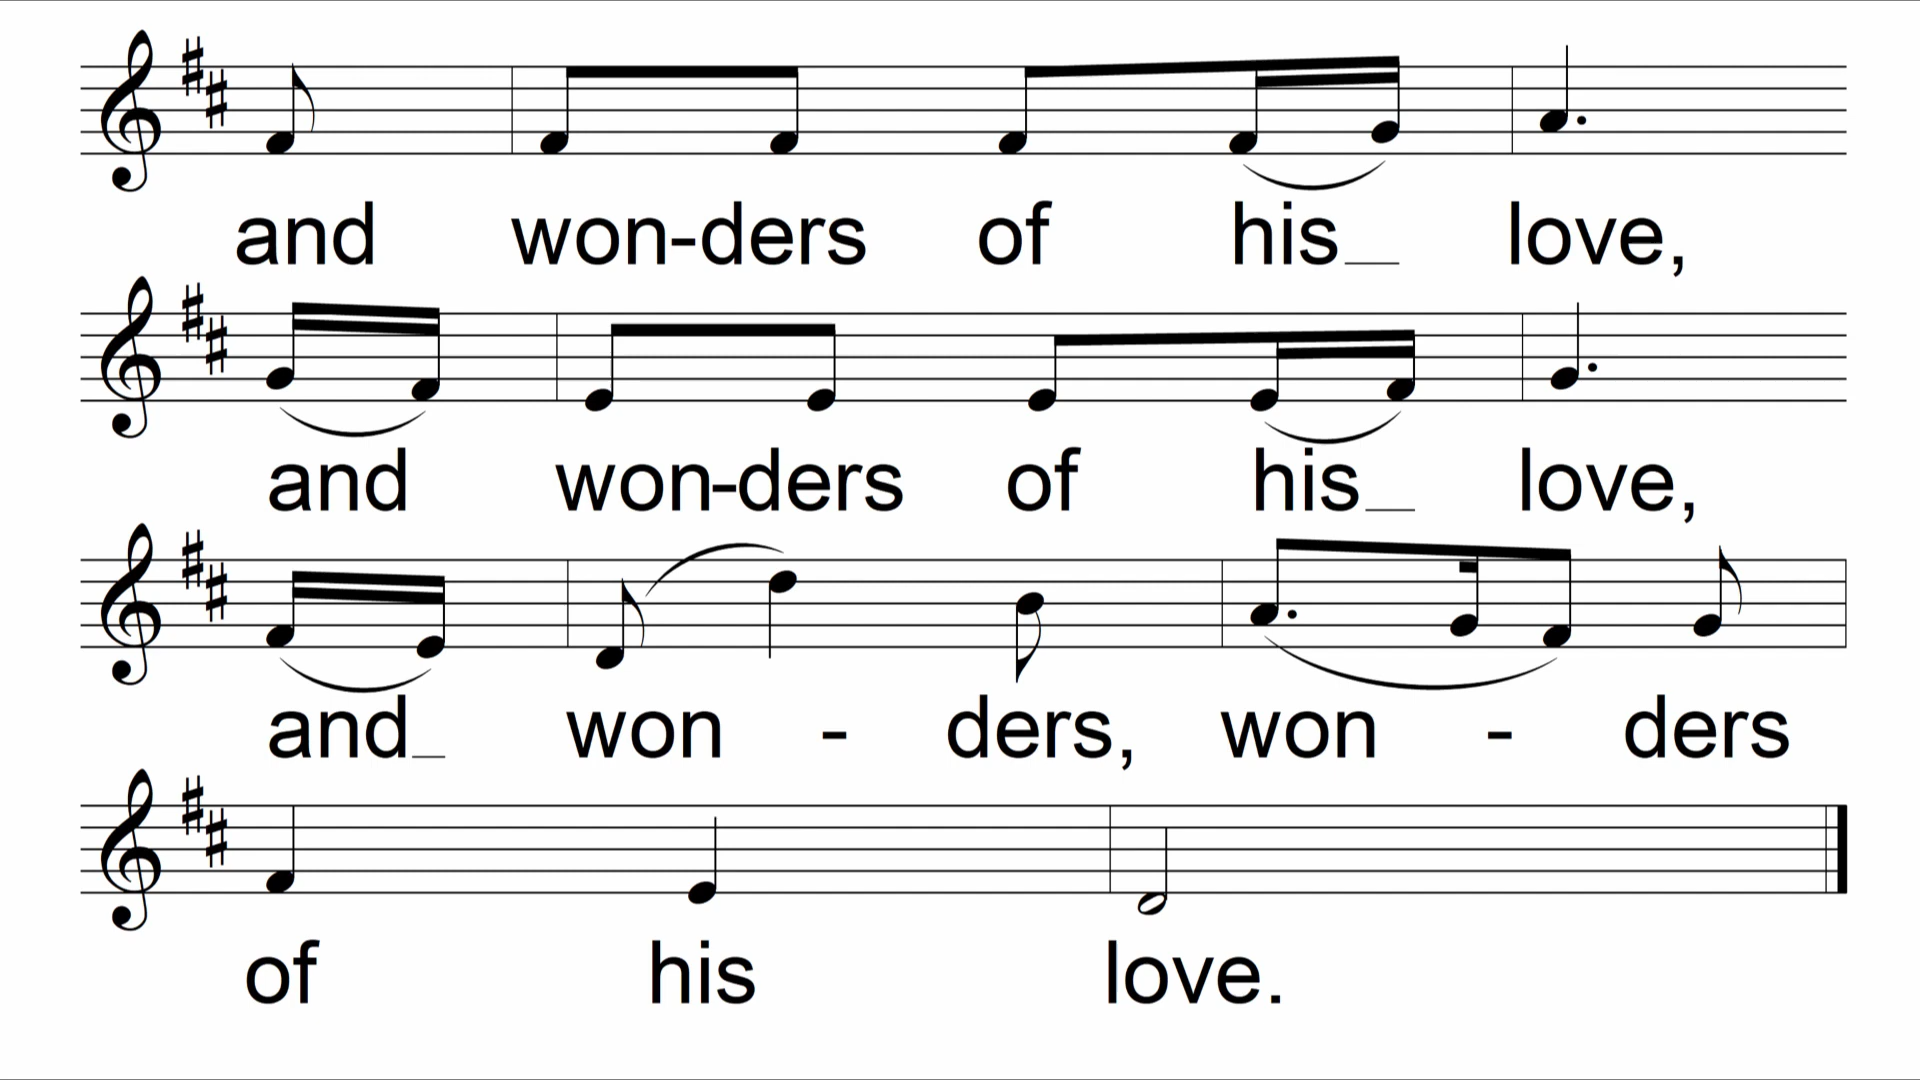 and won-ders of his_ love,
and won-ders of his_ love,
and_ won - ders, won - ders
of his love.